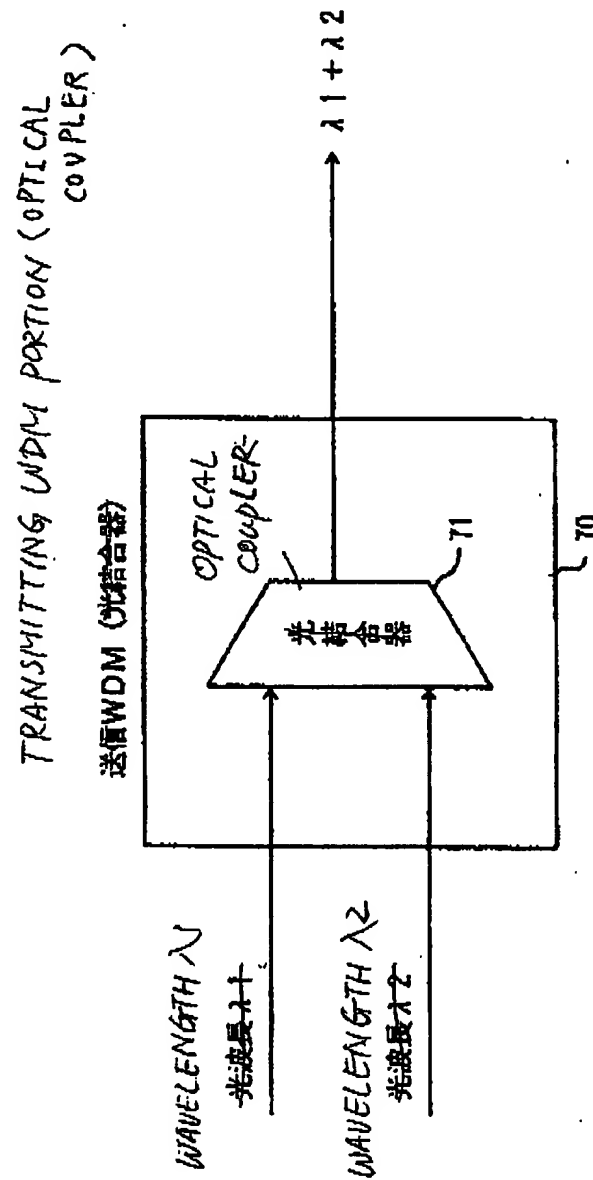 TRANSMITTING WDM PORTION (OPTICAL
COUPLER)
送信WDM (光結合器)
OPTICAL
COUPLER
光結合器
71
70
WAVELENGTH λ1
光波長λ1
WAVELENGTH λ2
光波長λ2
λ1+λ2